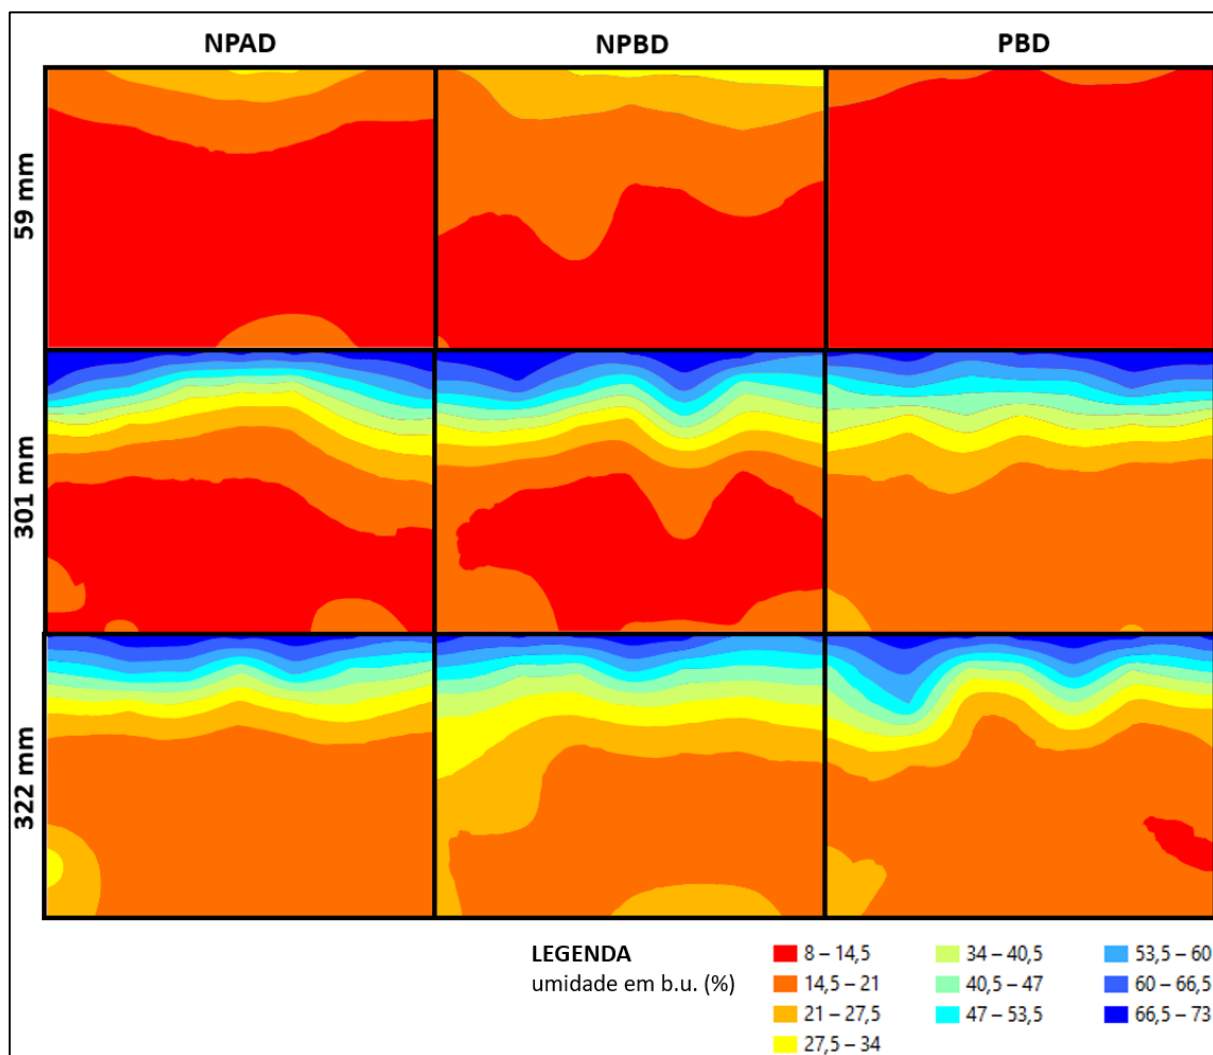 NPAD NPBD PBD
59 mm
301 mm
322 mm
LEGENDA
umidade em b.u. (%)
8 – 14,5
14,5 – 21
21 – 27,5
27,5 – 34
34 – 40,5
40,5 – 47
47 – 53,5
53,5 – 60
60 – 66,5
66,5 – 73